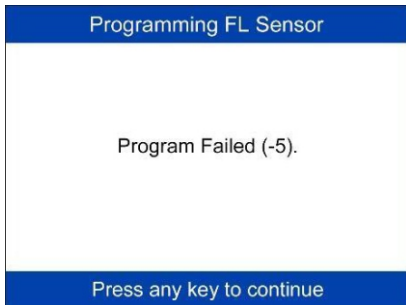 Programming FL Sensor
Program Failed (-5).
Press any key to continue